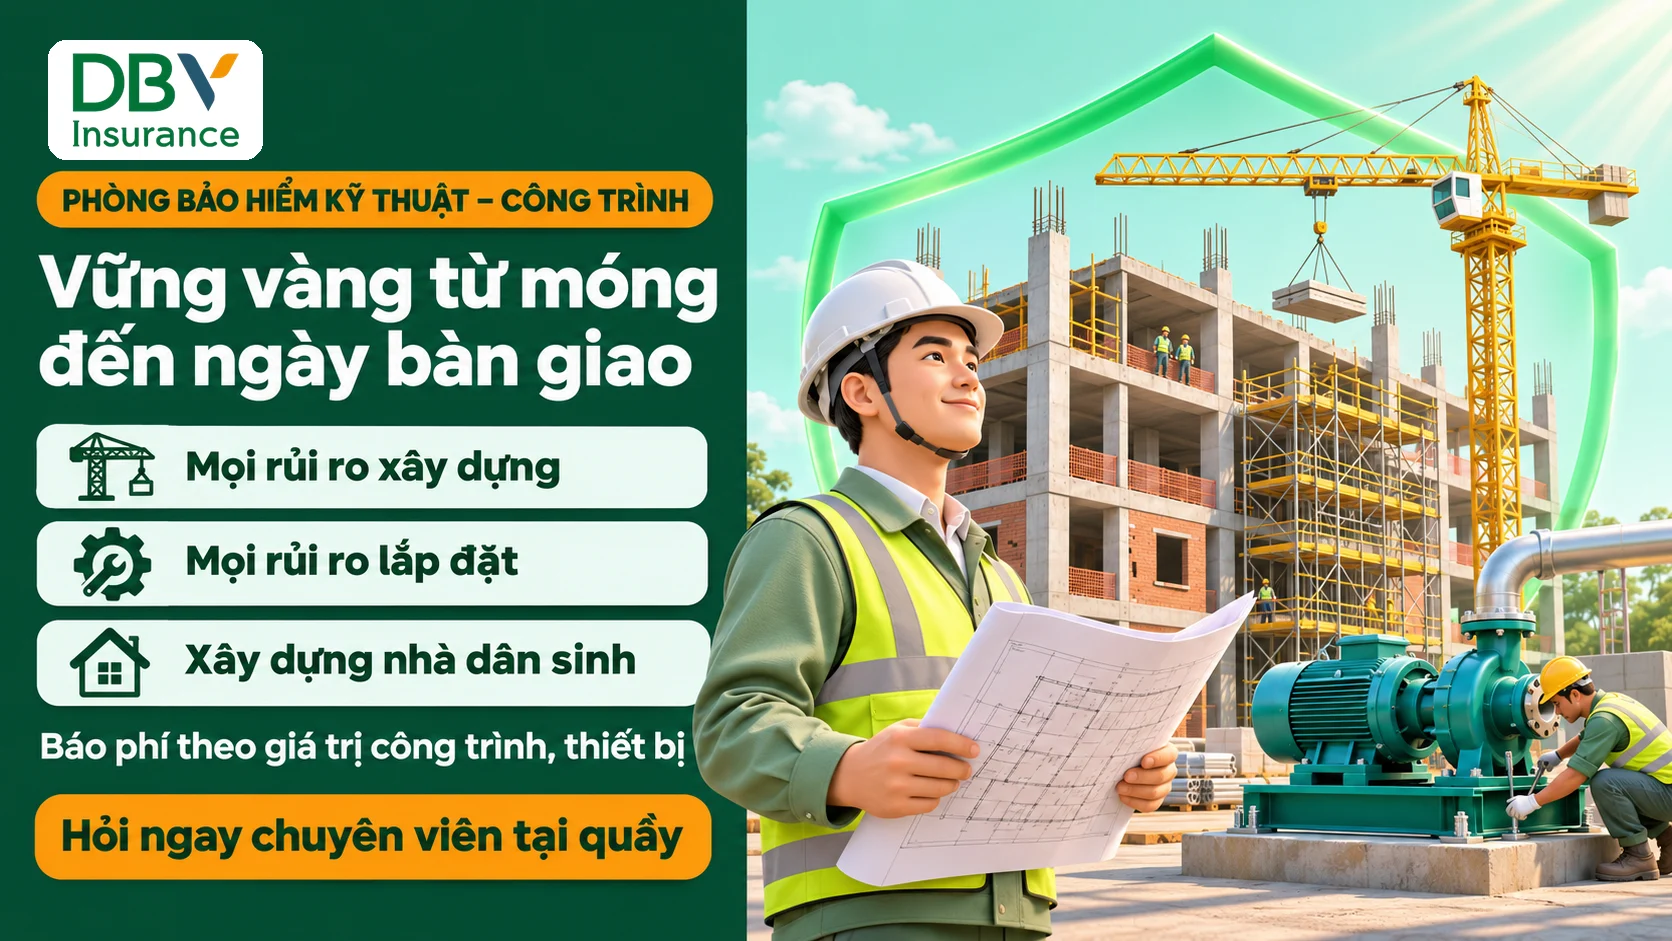 DBV
Insurance
PHÒNG BẢO HIỂM KỸ THUẬT – CÔNG TRÌNH
Vững vàng từ móng
đến ngày bàn giao
Mọi rủi ro xây dựng
Mọi rủi ro lắp đặt
Xây dựng nhà dân sinh
Báo phí theo giá trị công trình, thiết bị
Hỏi ngay chuyên viên tại quầy